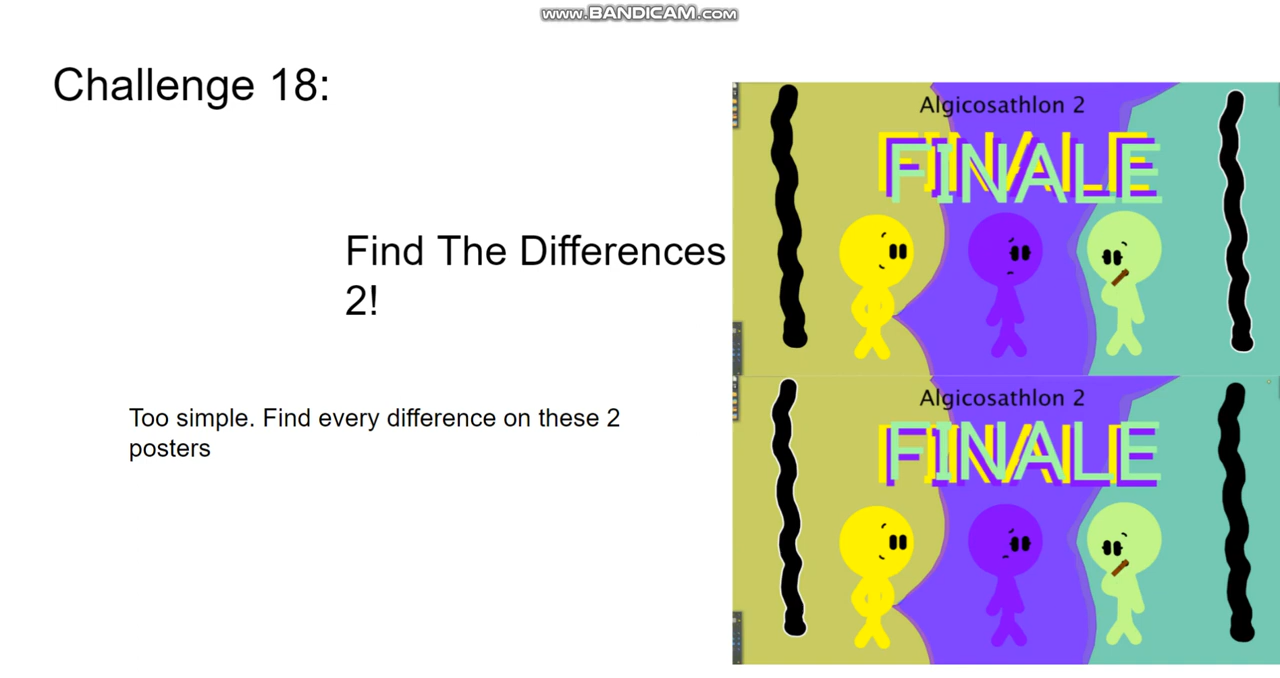 www.BANDICAM.com
Challenge 18:
Find The Differences
2!
Too simple. Find every difference on these 2
posters
Algicosathlon 2
FINALE
Algicosathlon 2
FINALE